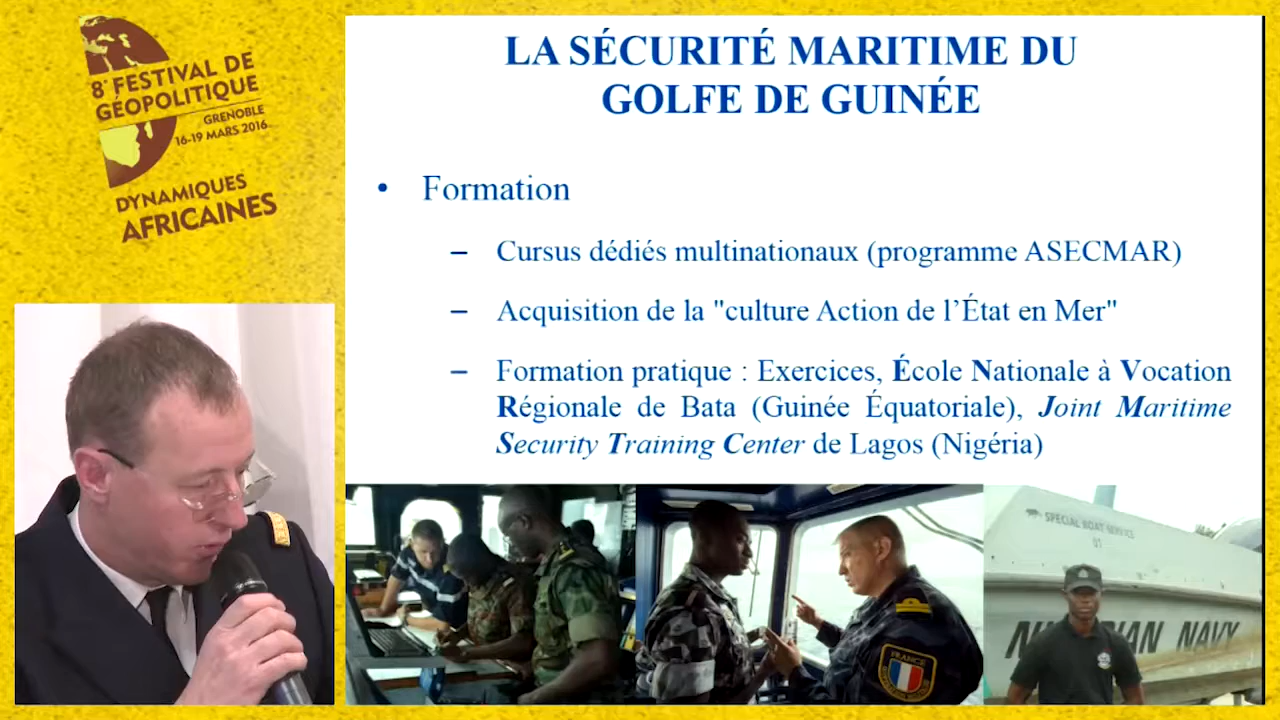 8e FESTIVAL DE
GÉOPOLITIQUE
GRENOBLE
16-19 MARS 2016
DYNAMIQUES
AFRICAINES
LA SÉCURITÉ MARITIME DU
GOLFE DE GUINÉE
• Formation
– Cursus dédiés multinationaux (programme ASECMAR)
– Acquisition de la "culture Action de l’État en Mer"
– Formation pratique : Exercices, École Nationale à Vocation
Régionale de Bata (Guinée Équatoriale), Joint Maritime
Security Training Center de Lagos (Nigéria)
FRANCE
SPECIAL BOAT SERVICE
01
NIGERIAN NAVY